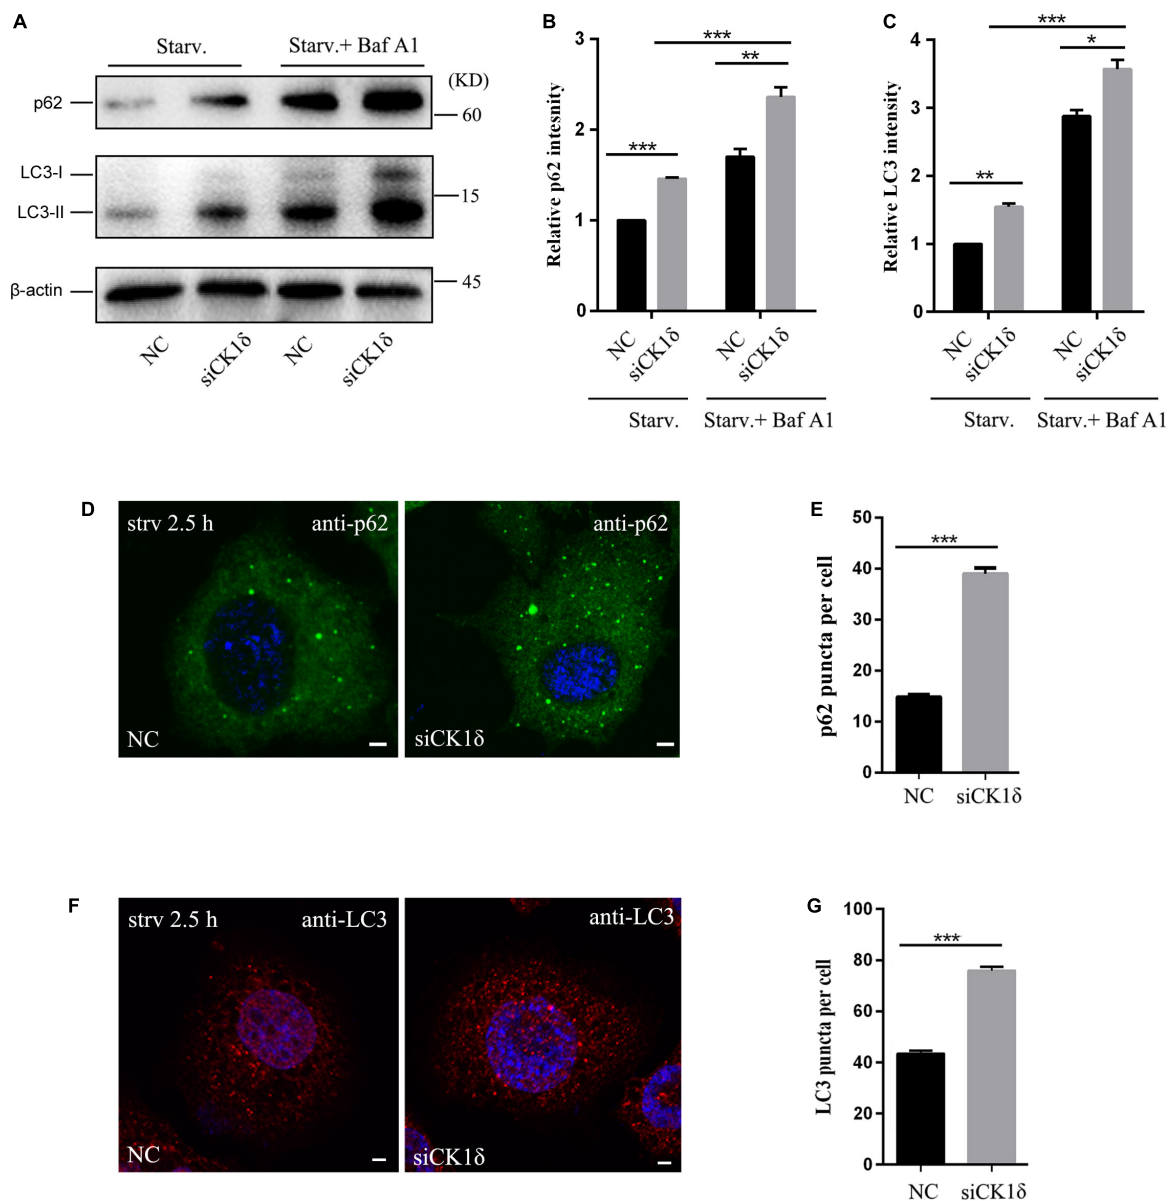 A
Starv.
Starv.+ Baf A1
(KD)
p62
60
LC3-I
15
LC3-II
45
β-actin
NC
siCK1δ
NC
siCK1δ
B
***
3
**
Relative p62 intesnity
***
2
1
0
NC
siCK1δ
NC
siCK1δ
Starv.
Starv.+ Baf A1
C
***
4
*
Relative LC3 intensity
3
**
2
1
0
NC
siCK1δ
NC
siCK1δ
Starv.
Starv.+ Baf A1
D
strv 2.5 h
anti-p62
NC
anti-p62
siCK1δ
E
p62 puncta per cell
50
***
40
30
20
10
0
NC
siCK1δ
F
strv 2.5 h
anti-LC3
NC
anti-LC3
siCK1δ
G
LC3 puncta per cell
100
***
80
60
40
20
0
NC
siCK1δ